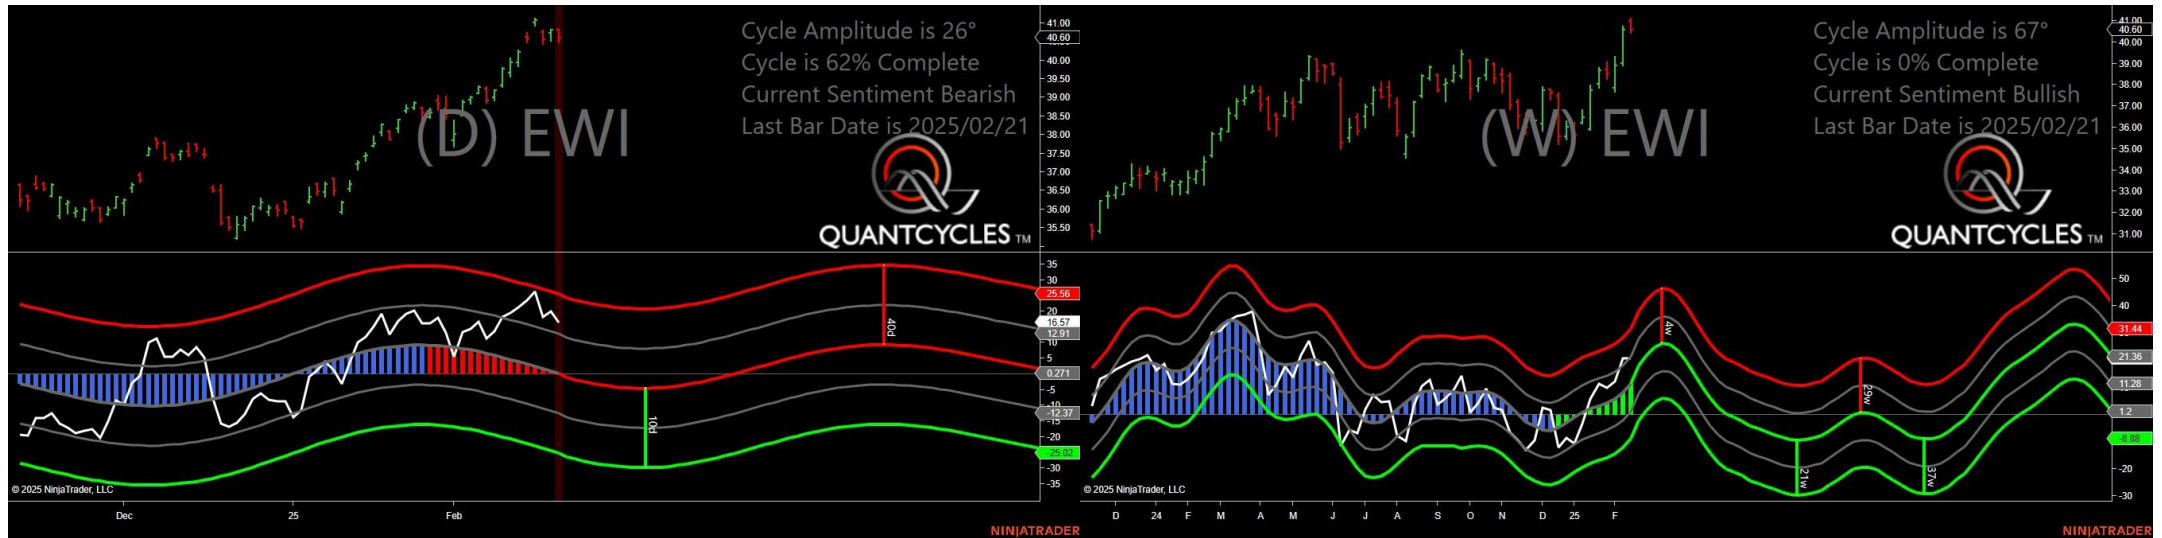 Cycle Amplitude is 26°
Cycle is 62% Complete
Current Sentiment Bearish
Last Bar Date is 2025/02/21
(D) EWI
QUANTCYCLES TM
41.00
40.60
40.00
39.50
39.00
38.50
38.00
37.50
37.00
36.50
36.00
35.50
35
30
25.56
20
16.57
12.91
10
5
0.271
-5
-10
-12.37
-15
-20
-25.02
-30
-35
40d
10d
© 2025 NinjaTrader, LLC
Dec
25
Feb
NINJATRADER
Cycle Amplitude is 67°
Cycle is 0% Complete
Current Sentiment Bullish
Last Bar Date is 2025/02/21
(W) EWI
QUANTCYCLES TM
41.00
40.60
40.00
39.00
38.00
37.00
36.00
35.00
34.00
33.00
32.00
31.00
50
40
31.44
21.36
11.28
1.2
-8.88
-20
-30
4w
29w
21w
37w
© 2025 NinjaTrader, LLC
D 24 F M A M J J A S O N D 25 F
NINJATRADER